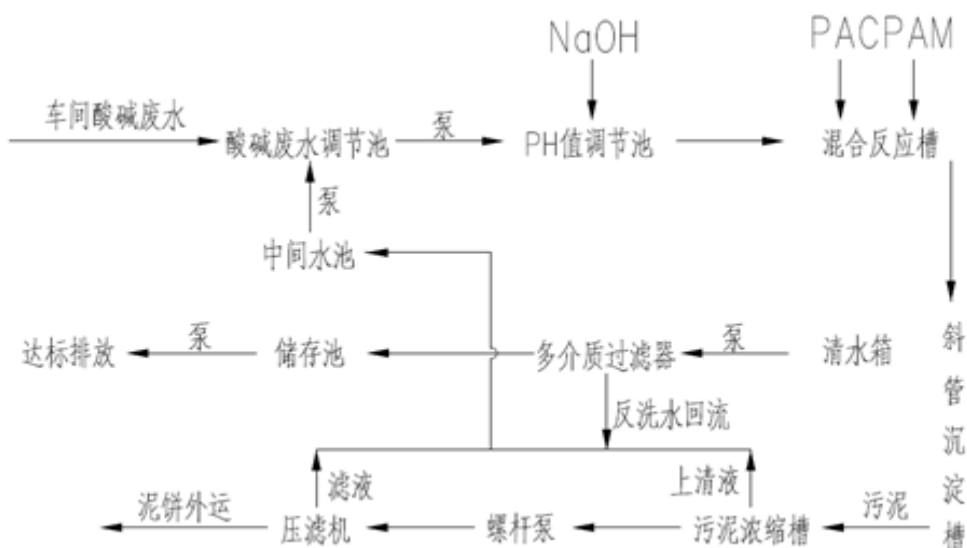 NaOH
PACPAM
车间酸碱废水
酸碱废水调节池
泵
PH值调节池
混合反应槽
泵
中间水池
达标排放
泵
储存池
多介质过滤器
泵
清水箱
斜管沉淀槽
反洗水回流
滤液
上清液
泥饼外运
压滤机
螺杆泵
污泥浓缩槽
污泥